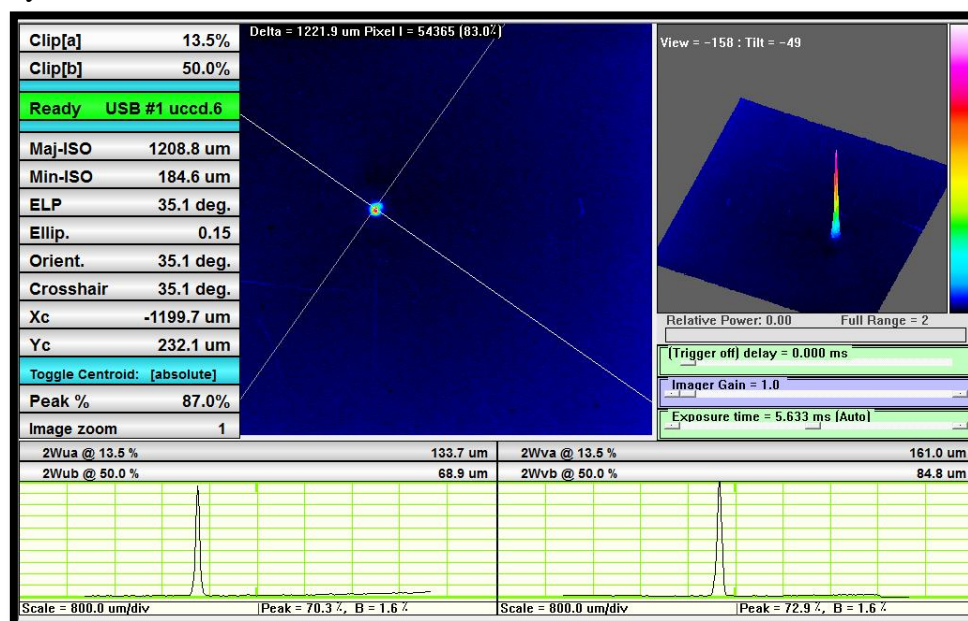 Clip[a] 13.5%
Clip[b] 50.0%
Ready USB #1 uccd.6
Maj-ISO 1208.8 um
Min-ISO 184.6 um
ELP 35.1 deg.
Ellip. 0.15
Orient. 35.1 deg.
Crosshair 35.1 deg.
Xc -1199.7 um
Yc 232.1 um
Toggle Centroid: [absolute]
Peak % 87.0%
Image zoom 1
Delta = 1221.9 um Pixel I = 54365 (83.0%)
View = -158 : Tilt = -49
Relative Power: 0.00 Full Range = 2
(Trigger off) delay = 0.000 ms
Imager Gain = 1.0
Exposure time = 5.633 ms (Auto)
2Wua @ 13.5 % 133.7 um
2Wub @ 50.0 % 68.9 um
2Wva @ 13.5 % 161.0 um
2Wvb @ 50.0 % 84.8 um
Scale = 800.0 um/div Peak = 70.3 %, B = 1.6 %
Scale = 800.0 um/div Peak = 72.9 %, B = 1.6 %